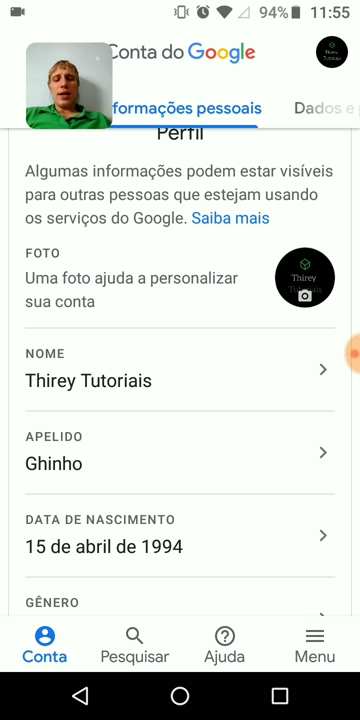 94% 11:55
Conta do Google
formações pessoais Dados e
Perfil
Algumas informações podem estar visíveis
para outras pessoas que estejam usando
os serviços do Google. Saiba mais
FOTO
Uma foto ajuda a personalizar
sua conta
Thirey
Tutoriais
NOME
Thirey Tutoriais
APELIDO
Ghinho
DATA DE NASCIMENTO
15 de abril de 1994
GÊNERO
Conta Pesquisar Ajuda Menu